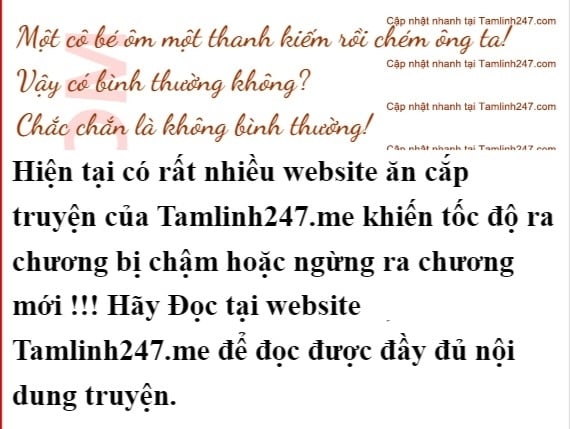 Cập nhật nhanh tại Tamlinh247.com
Một cô bé ôm một thanh kiếm rồi chém ông ta!
Cập nhật nhanh tại Tamlinh247.com
Vậy có bình thường không?
Cập nhật nhanh tại Tamlinh247.com
Chắc chắn là không bình thường!
Cập nhật nhanh tại Tamlinh247.com
Hiện tại có rất nhiều website ăn cắp
truyện của Tamlinh247.me khiến tốc độ ra
chương bị chậm hoặc ngừng ra chương
mới !!! Hãy Đọc tại website
Tamlinh247.me để đọc được đầy đủ nội
dung truyện.